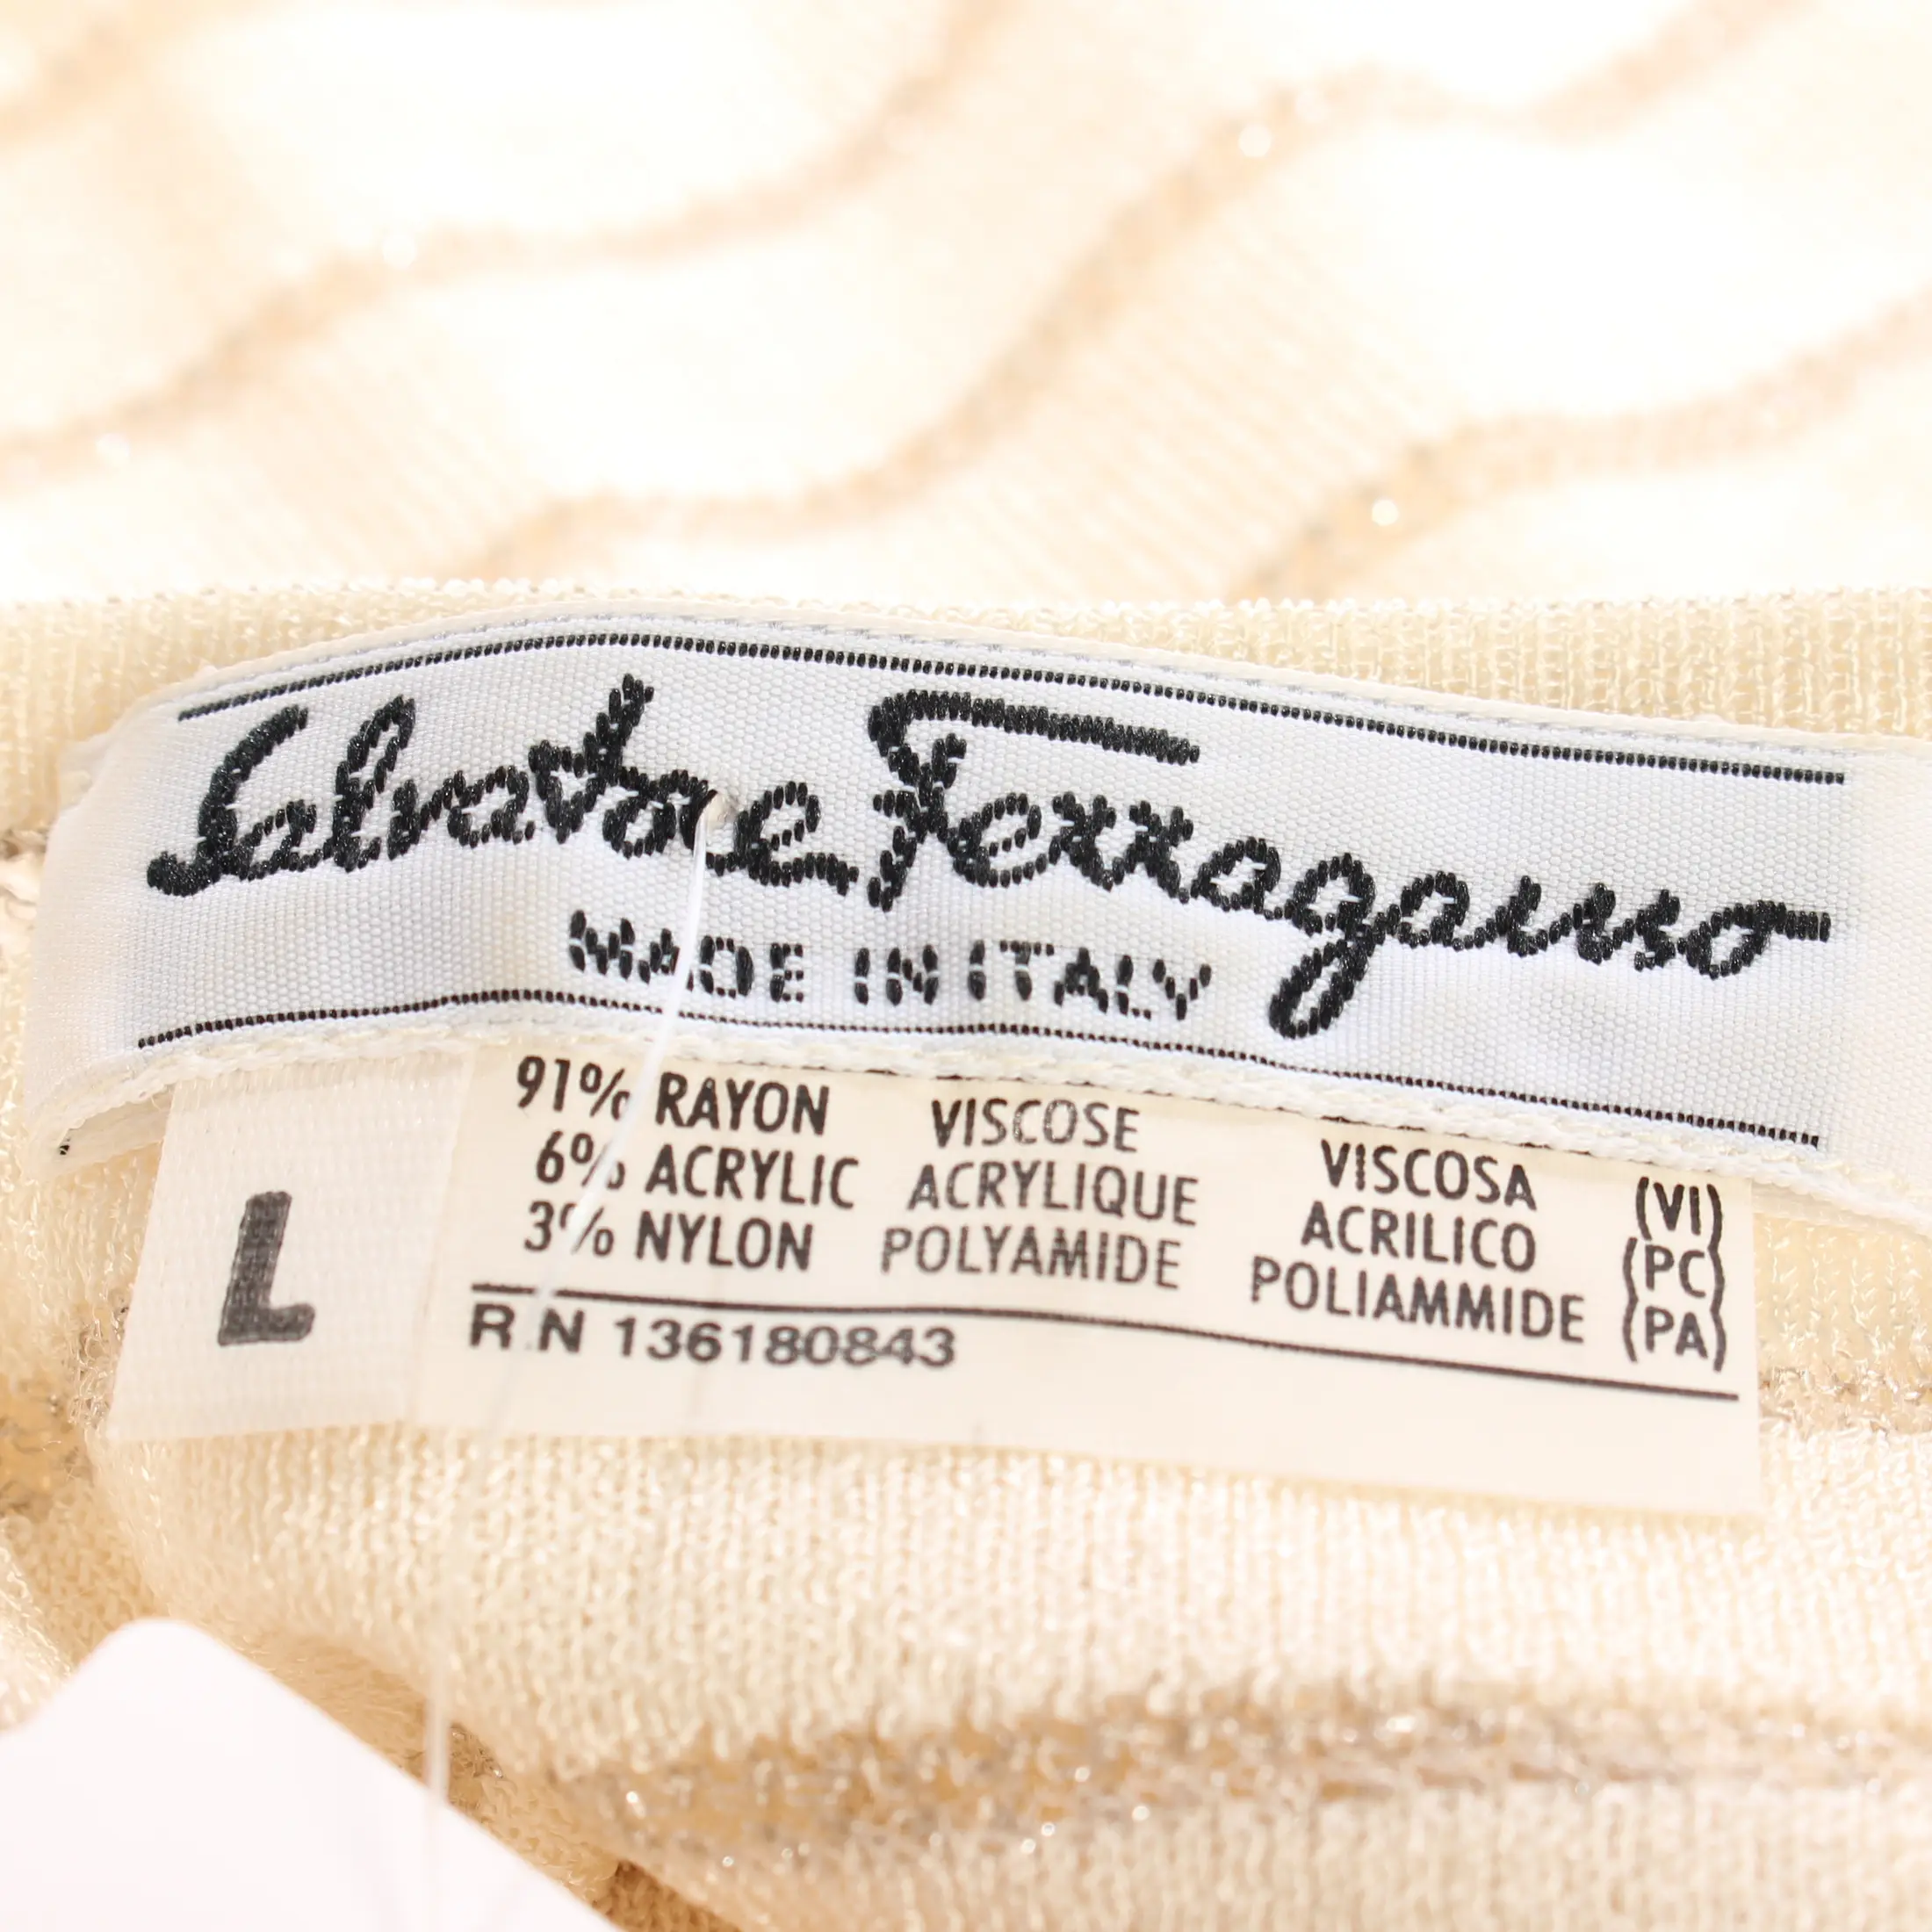 Salvatore Ferragamo
MADE IN ITALY
L
91% RAYON VISCOSE VISCOSA (VI)
6% ACRYLIC ACRYLIQUE ACRILICO (PC)
3% NYLON POLYAMIDE POLIAMMIDE (PA)
RN 136180843